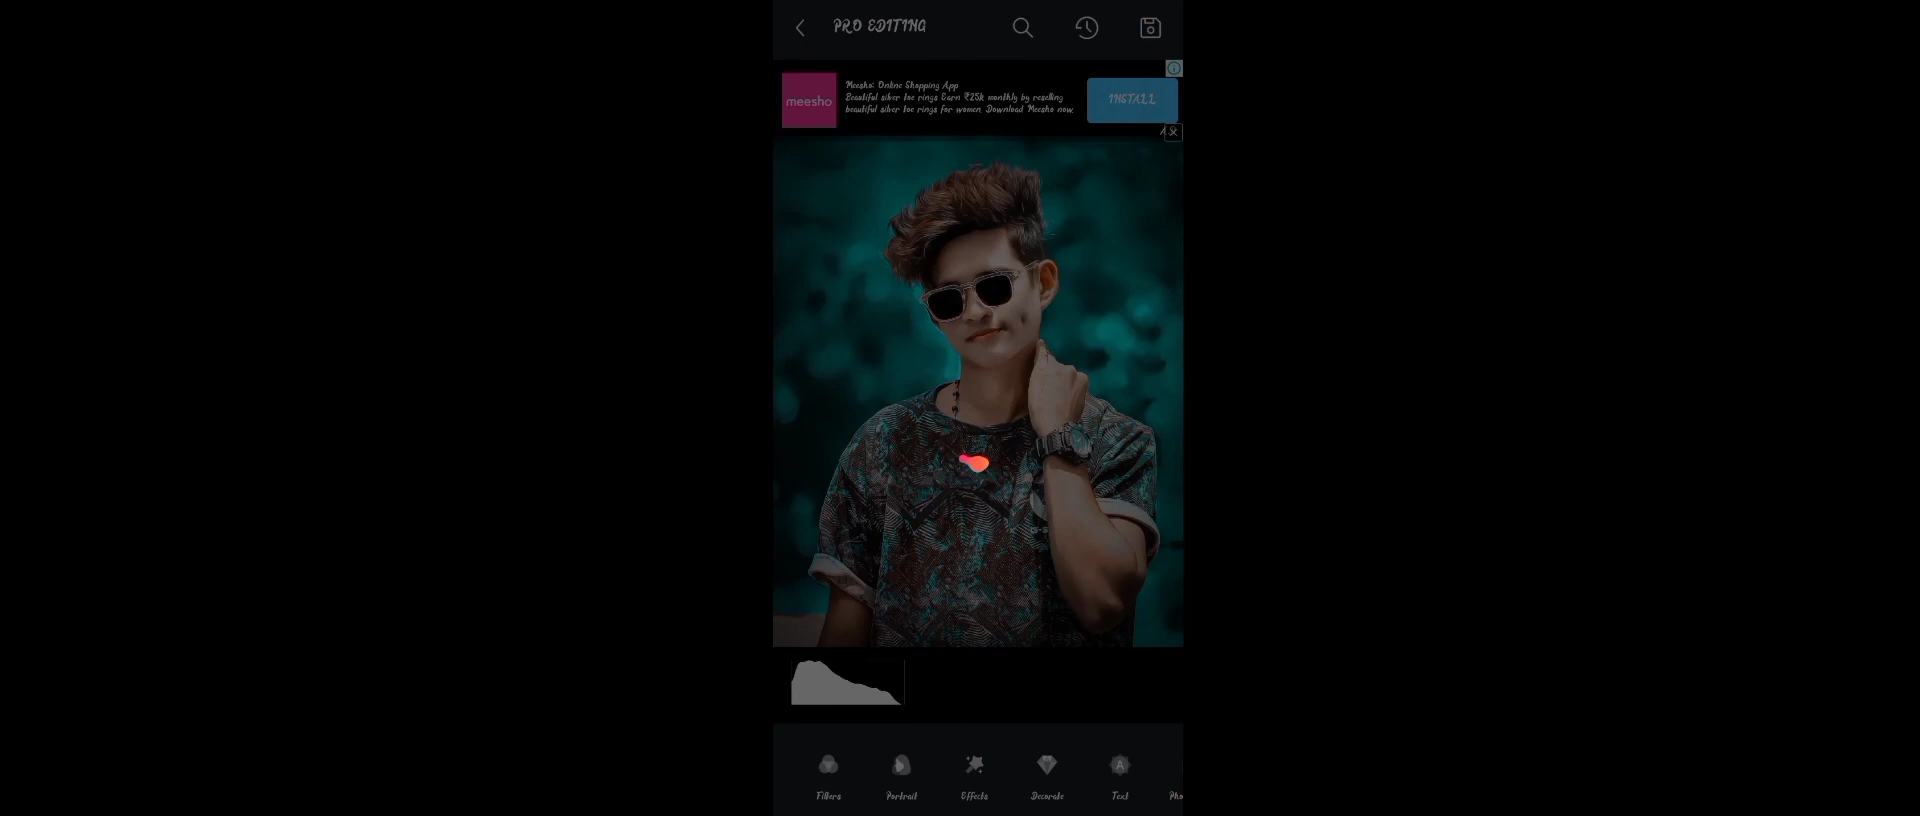 PRO EDITING
meesho
Meesho: Online Shopping App
Beautiful silver toe rings Earn ₹25k monthly by reselling
beautiful silver toe rings for women. Download Meesho now.
INSTALL
Filters
Portrait
Effects
Decorate
Text
Pho